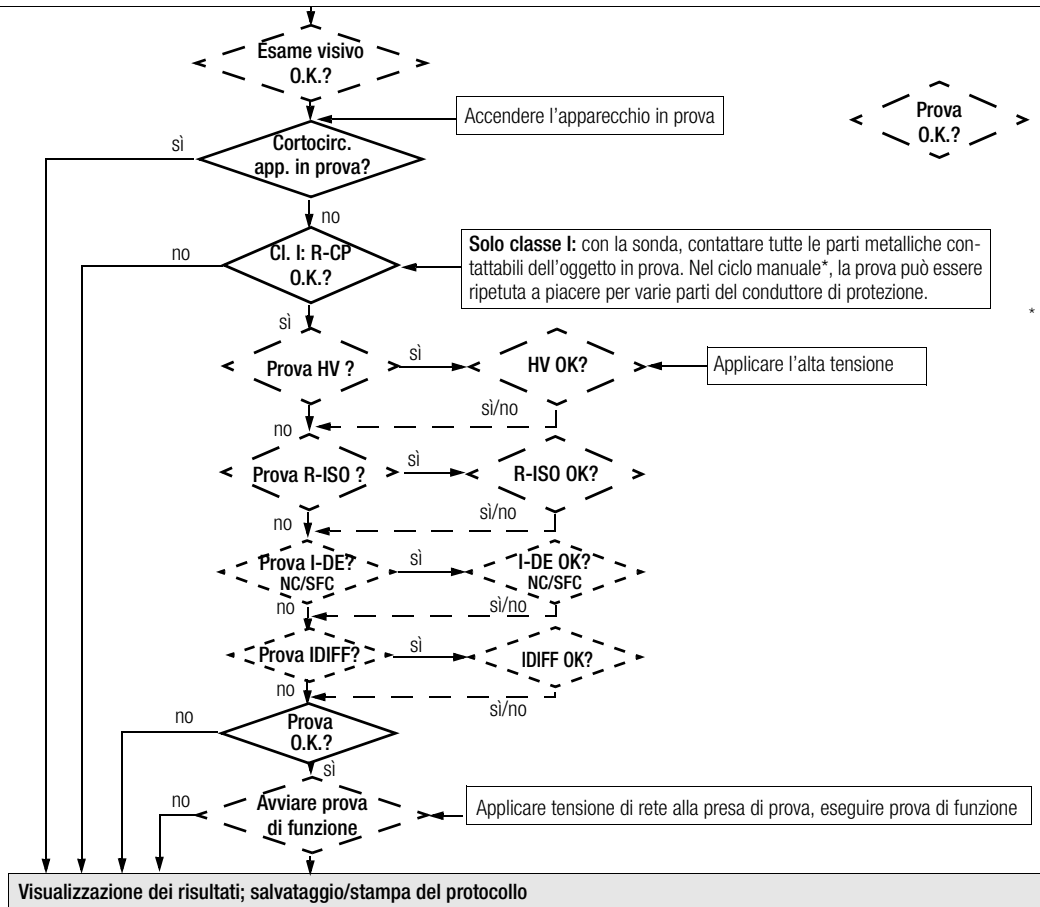 Esame visivo
O.K.?
Accendere l'apparecchio in prova
Prova
O.K.?
sì
Cortocirc.
app. in prova?
no
no
Cl. I: R-CP
O.K.?
Solo classe I: con la sonda, contattare tutte le parti metalliche con-
tattabili dell'oggetto in prova. Nel ciclo manuale*, la prova può essere
ripetuta a piacere per varie parti del conduttore di protezione.
*
sì
Prova HV ?
sì
HV OK?
Applicare l'alta tensione
sì/no
no
Prova R-ISO ?
sì
R-ISO OK?
sì/no
no
Prova I-DE?
NC/SFC
sì
I-DE OK?
NC/SFC
sì/no
no
Prova IDIFF?
sì
IDIFF OK?
no
sì/no
no
Prova
O.K.?
sì
no
Avviare prova
di funzione
Applicare tensione di rete alla presa di prova, eseguire prova di funzione
Visualizzazione dei risultati; salvataggio/stampa del protocollo